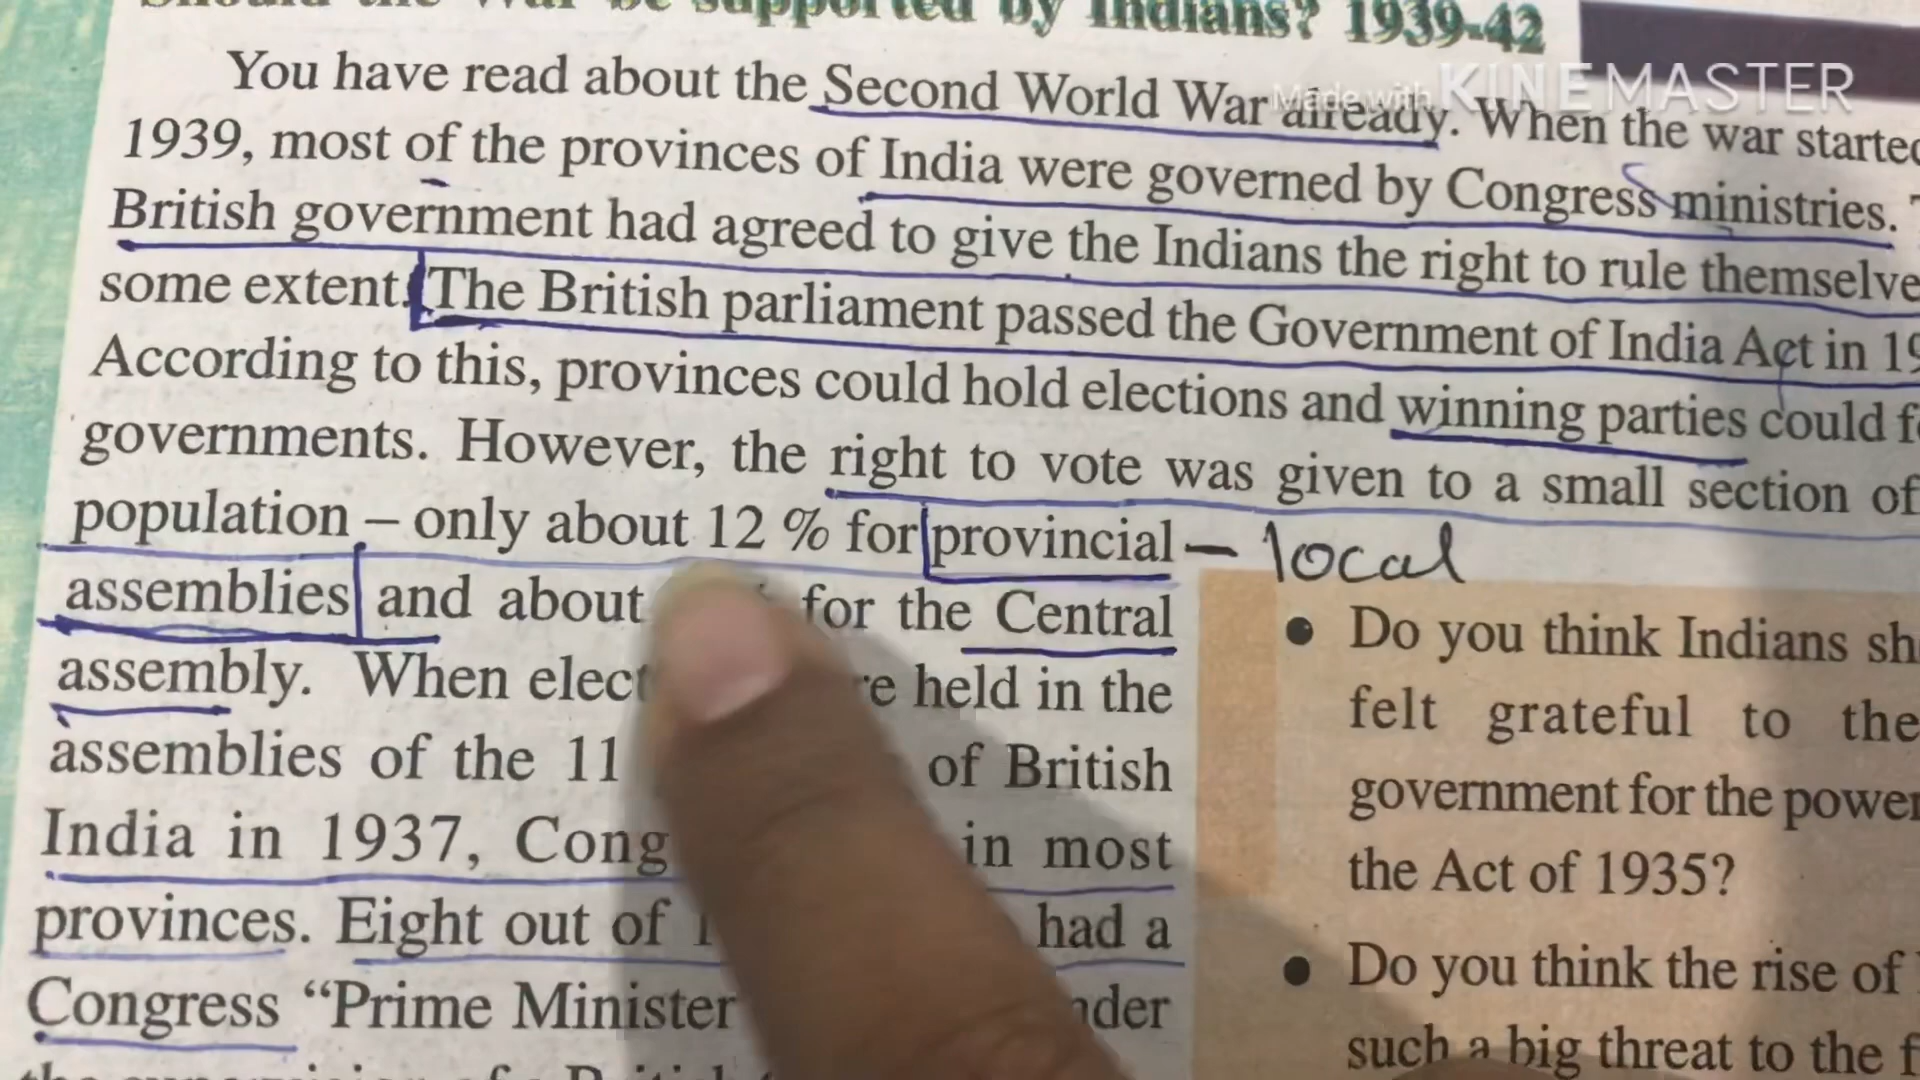 Should the War be supported by Indians? 1939-42
Made with KINEMASTER
You have read about the Second World War already. When the war started
1939, most of the provinces of India were governed by Congress ministries.
British government had agreed to give the Indians the right to rule themselve
some extent. The British parliament passed the Government of India Act in 19
According to this, provinces could hold elections and winning parties could f
governments. However, the right to vote was given to a small section of
population – only about 12 % for provincial – local
assemblies and about for the Central
assembly. When elect re held in the
assemblies of the 11 of British
India in 1937, Cong in most
provinces. Eight out of had a
Congress "Prime Minister nder
Do you think Indians sh
felt grateful to the
government for the power
the Act of 1935?
Do you think the rise of
such a big threat to the f